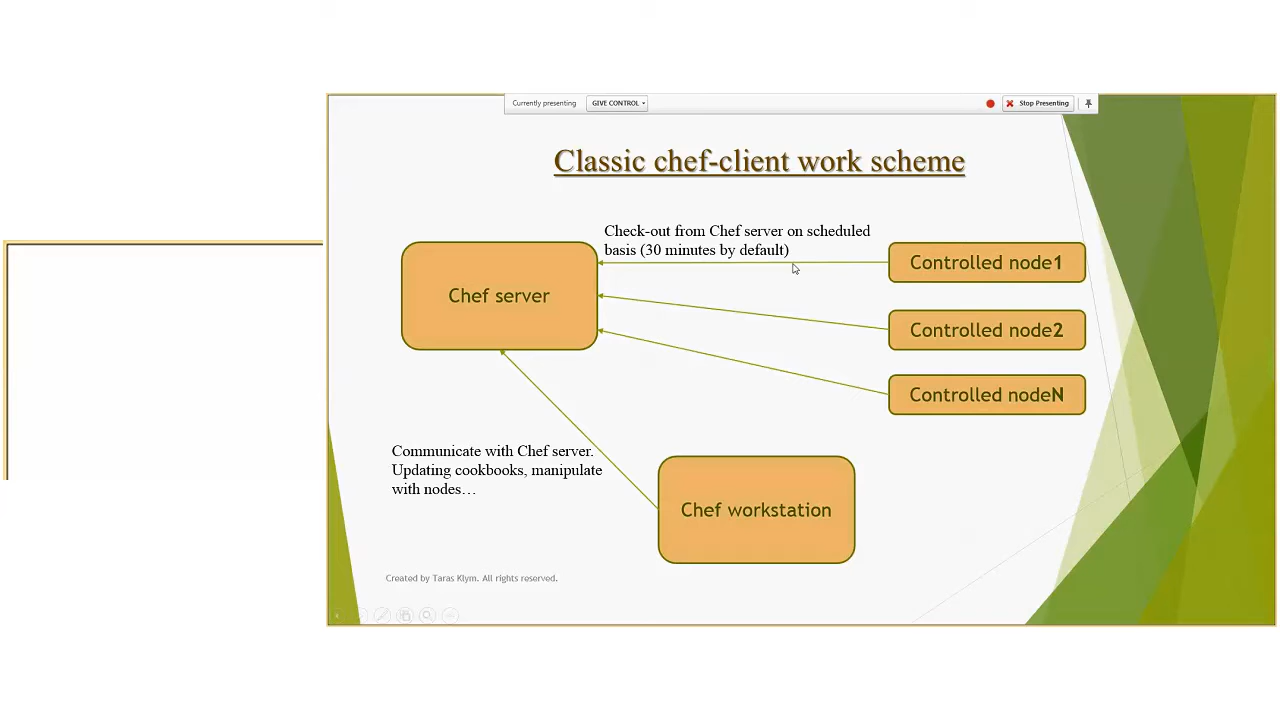 Currently presenting GIVE CONTROL Stop Presenting
Classic chef-client work scheme
Check-out from Chef server on scheduled
basis (30 minutes by default)
Chef server
Controlled node1
Controlled node2
Controlled nodeN
Communicate with Chef server.
Updating cookbooks, manipulate
with nodes…
Chef workstation
Created by Taras Klym. All rights reserved.